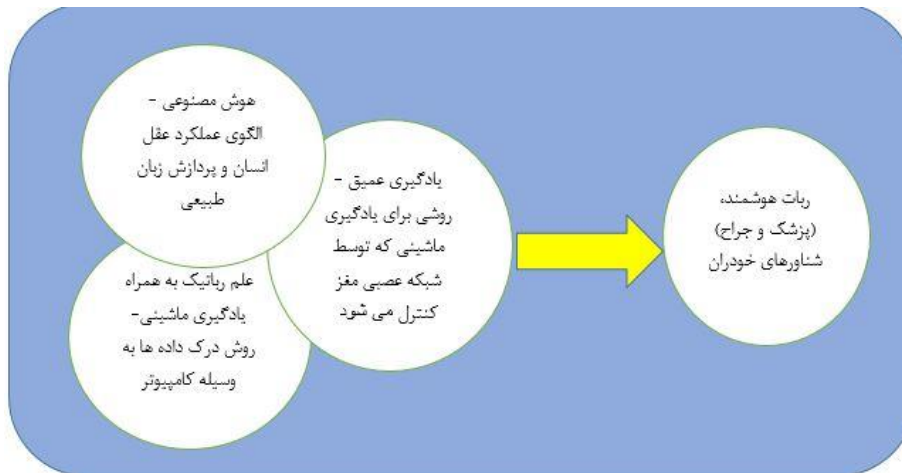 هوش مصنوعی -
الگوی عملکرد عقل
انسان و پردازش زبان
طبیعی
یادگیری عمیق -
روشی برای یادگیری
ماشینی که توسط
شبکه عصبی مغز
کنترل می شود
علم رباتیک به همراه
یادگیری ماشینی-
روش درک داده ها به
وسیله کامپیوتر
ربات هوشمند،
(پزشک و جراح)
شناورهای خودران